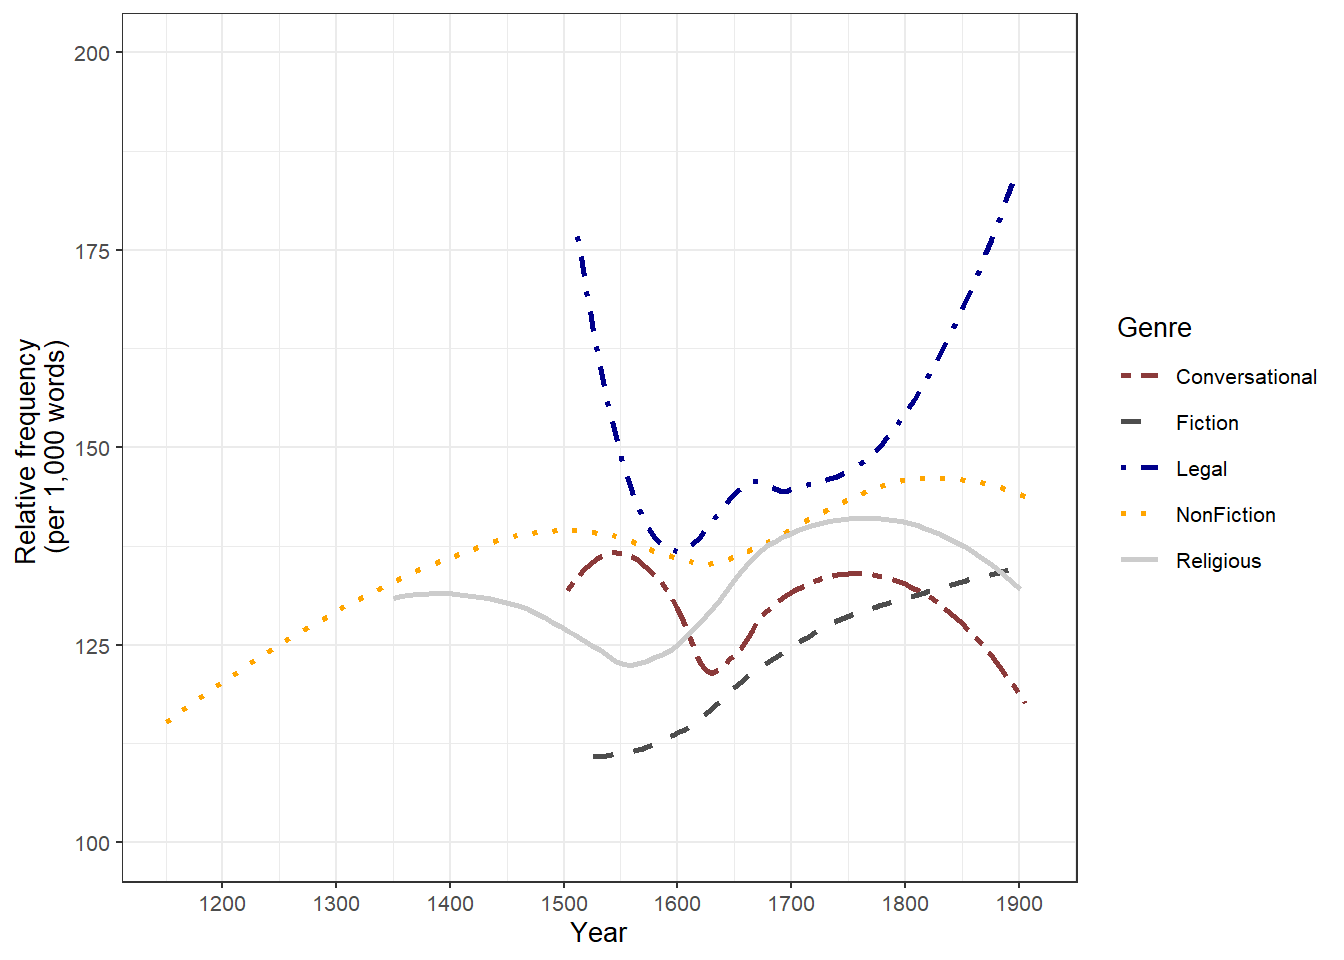 Relative frequency
(per 1,000 words)
200
175
150
125
100
1200 1300 1400 1500 1600 1700 1800 1900
Year
Genre
Conversational
Fiction
Legal
NonFiction
Religious